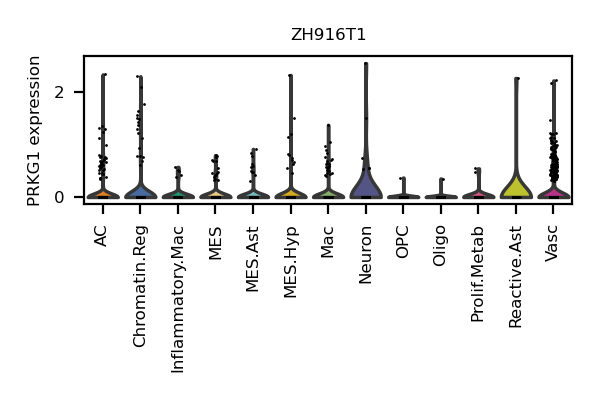 ZH916T1
PRKG1 expression
2
0
AC
Chromatin.Reg
Inflammatory.Mac
MES
MES.Ast
MES.Hyp
Mac
Neuron
OPC
Oligo
Prolif.Metab
Reactive.Ast
Vasc